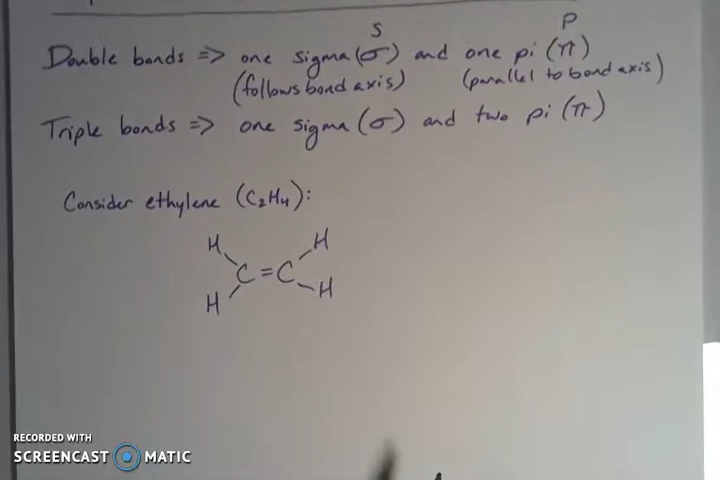 S P
Double bonds => one sigma (σ) and one pi (π)
(follows bond axis) (parallel to bond axis)
Triple bonds => one sigma (σ) and two pi (π)
Consider ethylene (C₂H₄):
H H
C=C
H H
RECORDED WITH
SCREENCAST MATIC